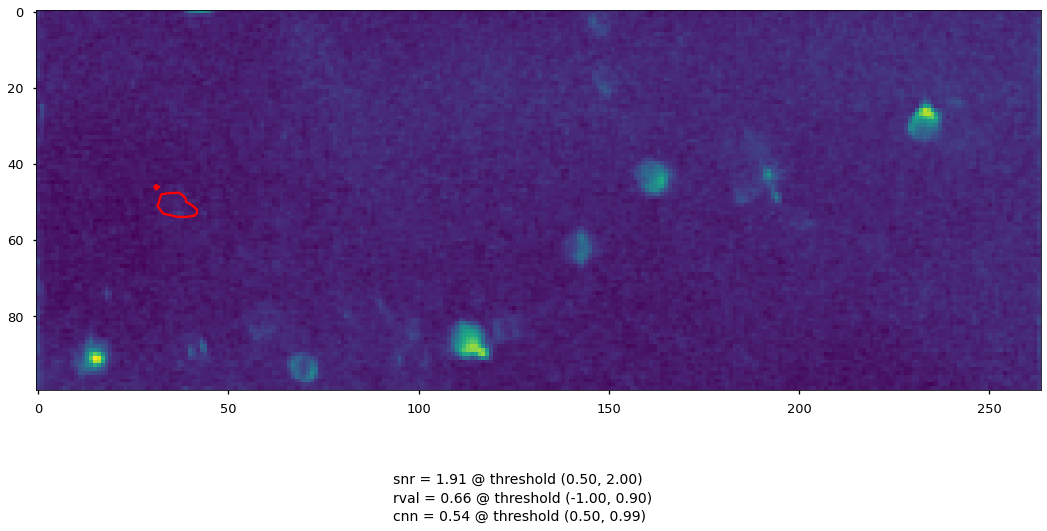 0
20
40
60
80
0 50 100 150 200 250
snr = 1.91 @ threshold (0.50, 2.00)
rval = 0.66 @ threshold (-1.00, 0.90)
cnn = 0.54 @ threshold (0.50, 0.99)